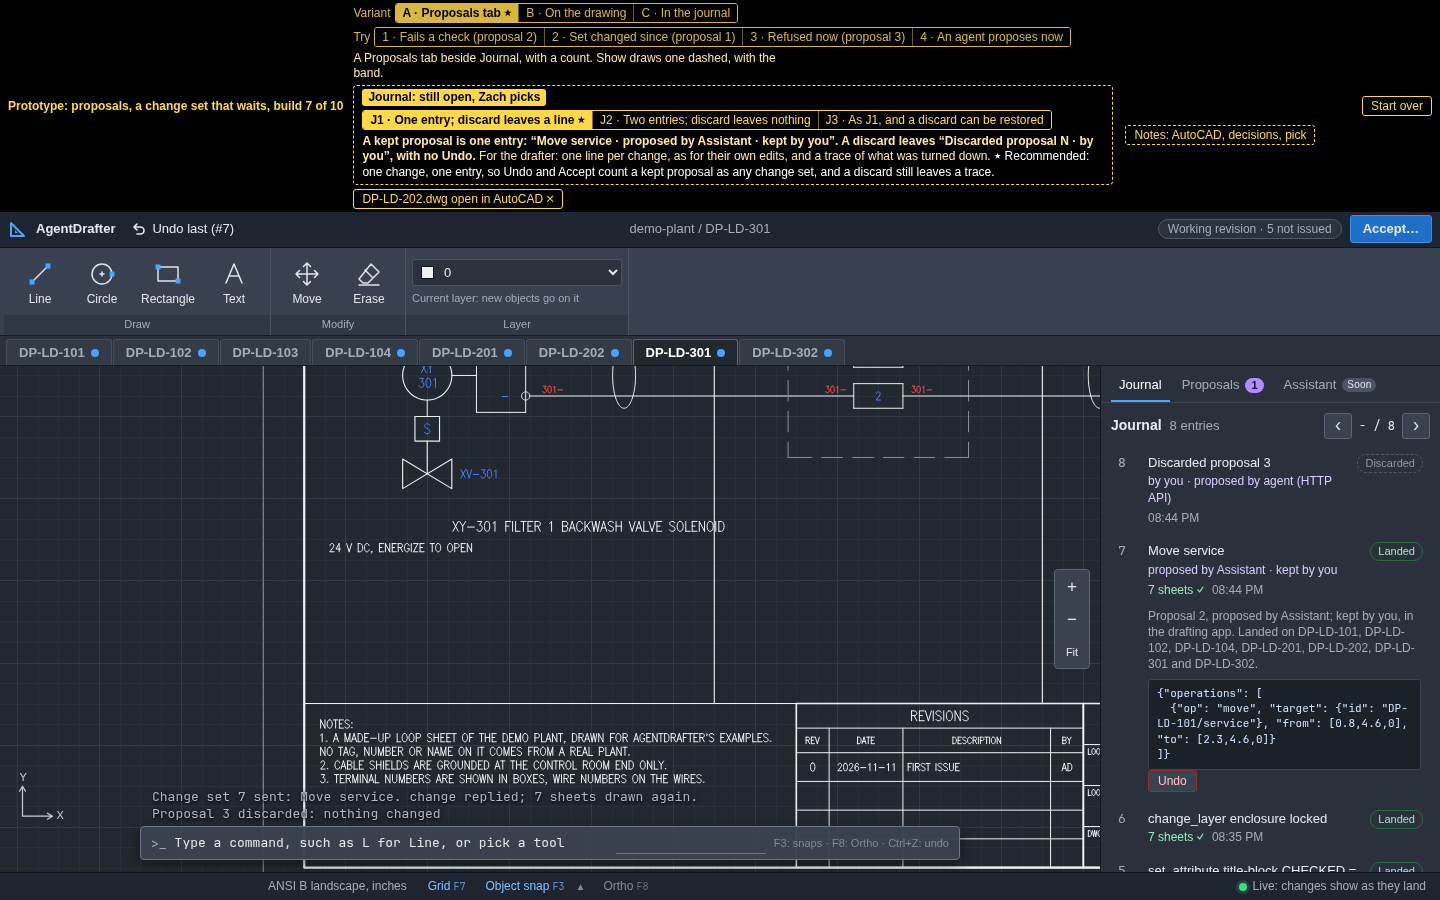 Variant A · Proposals tab ★ B · On the drawing C · In the journal
Try 1 · Fails a check (proposal 2) 2 · Set changed since (proposal 1) 3 · Refused now (proposal 3) 4 · An agent proposes now
A Proposals tab beside Journal, with a count. Show draws one dashed, with the
band.
Prototype: proposals, a change set that waits, build 7 of 10
Journal: still open, Zach picks
J1 · One entry; discard leaves a line ★ J2 · Two entries; discard leaves nothing J3 · As J1, and a discard can be restored
A kept proposal is one entry: “Move service · proposed by Assistant · kept by you”. A discard leaves “Discarded proposal N · by
you”, with no Undo. For the drafter: one line per change, as for their own edits, and a trace of what was turned down. ★ Recommended:
one change, one entry, so Undo and Accept count a kept proposal as any change set, and a discard still leaves a trace.
Notes: AutoCAD, decisions, pick
Start over
DP-LD-202.dwg open in AutoCAD ×
AgentDrafter Undo last (#7) demo-plant / DP-LD-301 Working revision · 5 not issued Accept…
Line Circle Rectangle Text Move Erase
0
Current layer: new objects go on it
Draw Modify Layer
DP-LD-101 DP-LD-102 DP-LD-103 DP-LD-104 DP-LD-201 DP-LD-202 DP-LD-301 DP-LD-302
XY
301
–
301–
301–
2
301–
S
XV–301
XY–301 FILTER 1 BACKWASH VALVE SOLENOID
24 V DC, ENERGIZE TO OPEN
+
−
Fit
NOTES:
1. A MADE-UP LOOP SHEET OF THE DEMO PLANT, DRAWN FOR AGENTDRAFTER'S EXAMPLES.
NO TAG, NUMBER OR NAME ON IT COMES FROM A REAL PLANT.
2. CABLE SHIELDS ARE GROUNDED AT THE CONTROL ROOM END ONLY.
3. TERMINAL NUMBERS ARE SHOWN IN BOXES, WIRE NUMBERS ON THE WIRES.
REVISIONS
REV DATE DESCRIPTION BY
0 2026–11–11 FIRST ISSUE AD
LOO
LOO
DWG
Y
X
Change set 7 sent: Move service. change replied; 7 sheets drawn again.
Proposal 3 discarded: nothing changed
>_ Type a command, such as L for Line, or pick a tool F3: snaps · F8: Ortho · Ctrl+Z: undo
Journal Proposals 1 Assistant Soon
Journal 8 entries ‹ - / 8 ›
8 Discarded proposal 3 Discarded
by you · proposed by agent (HTTP
API)
08:44 PM
7 Move service Landed
proposed by Assistant · kept by you
7 sheets ✓ 08:44 PM
Proposal 2, proposed by Assistant; kept by you, in
the drafting app. Landed on DP-LD-101, DP-LD-
102, DP-LD-104, DP-LD-201, DP-LD-202, DP-LD-
301 and DP-LD-302.
{"operations": [
{"op": "move", "target": {"id": "DP-
LD-101/service"}, "from": [0.8,4.6,0],
"to": [2.3,4.6,0]}
]}
Undo
6 change_layer enclosure locked Landed
7 sheets ✓ 08:35 PM
5 set_attribute title-block CHECKED = Landed
ANSI B landscape, inches Grid F7 Object snap F3 ▲ Ortho F8 Live: changes show as they land